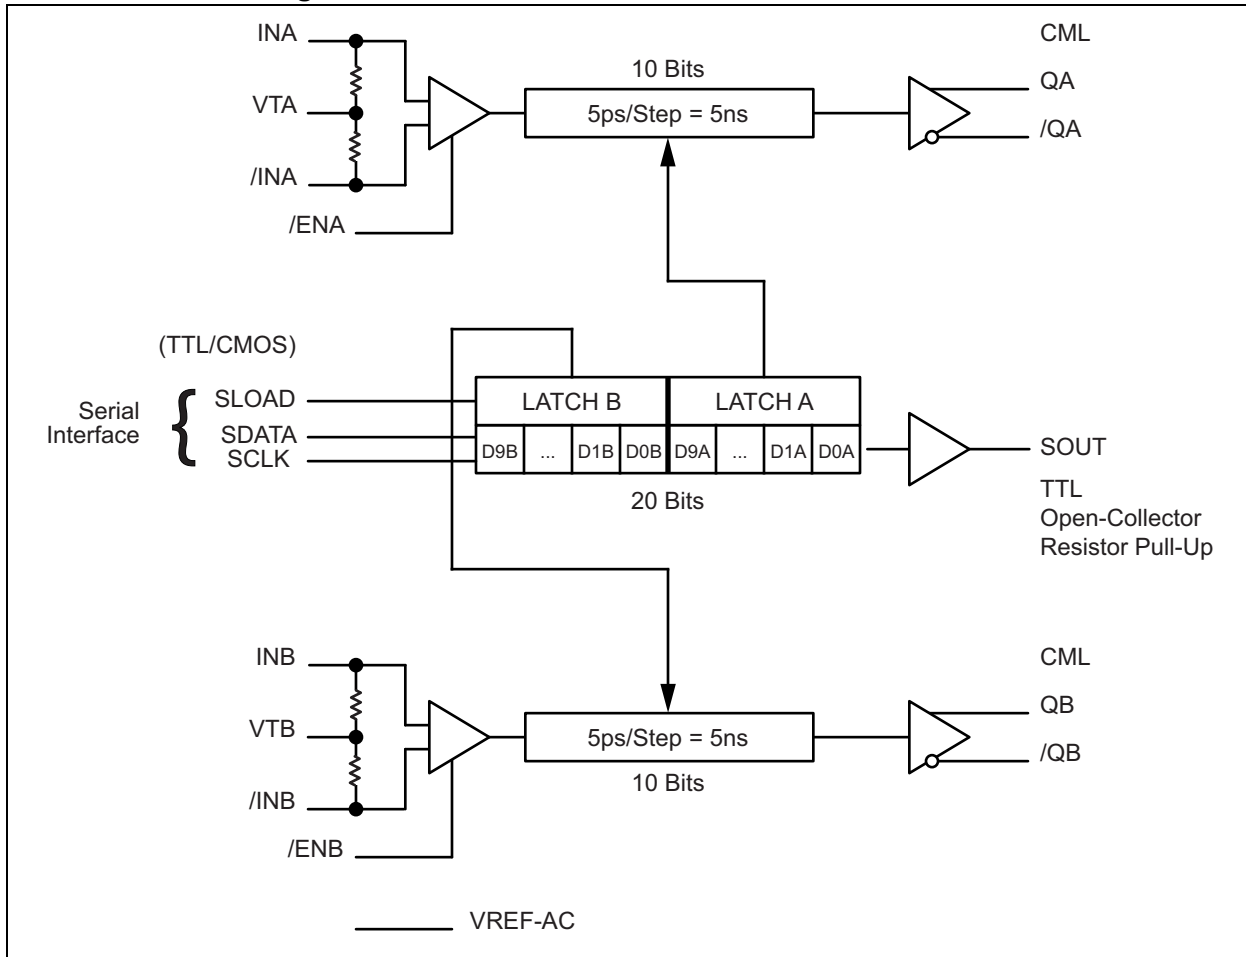 INA
CML
10 Bits
QA
VTA
5ps/Step = 5ns
/QA
/INA
/ENA
(TTL/CMOS)
Serial
Interface
{
SLOAD
SDATA
SCLK
LATCH B
LATCH A
D9B ... D1B D0B D9A ... D1A D0A
20 Bits
SOUT
TTL
Open-Collector
Resistor Pull-Up
INB
CML
QB
VTB
5ps/Step = 5ns
/QB
10 Bits
/INB
/ENB
VREF-AC